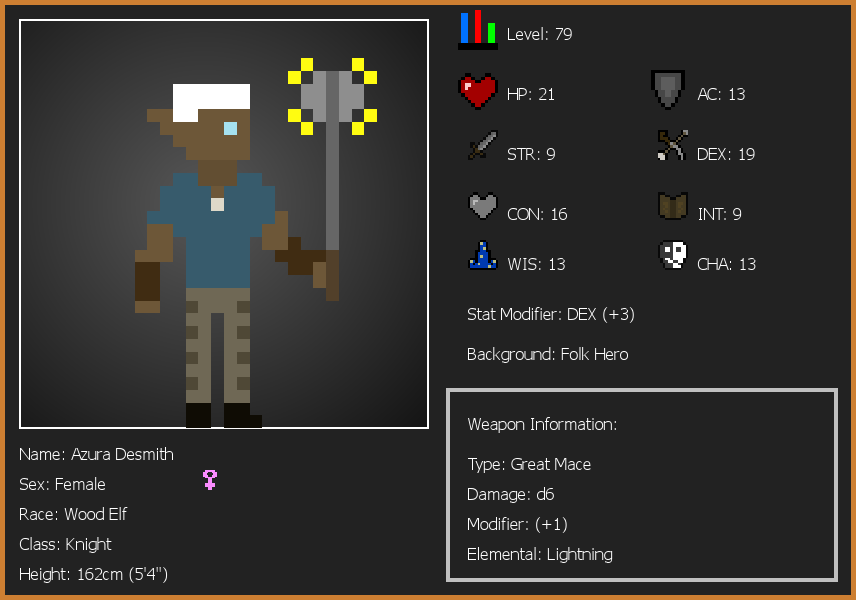 Level: 79
HP: 21
AC: 13
STR: 9
DEX: 19
CON: 16
INT: 9
WIS: 13
CHA: 13
Stat Modifier: DEX (+3)
Background: Folk Hero
Weapon Information:
Type: Great Mace
Damage: d6
Modifier: (+1)
Elemental: Lightning
Name: Azura Desmith
Sex: Female
Race: Wood Elf
Class: Knight
Height: 162cm (5'4")